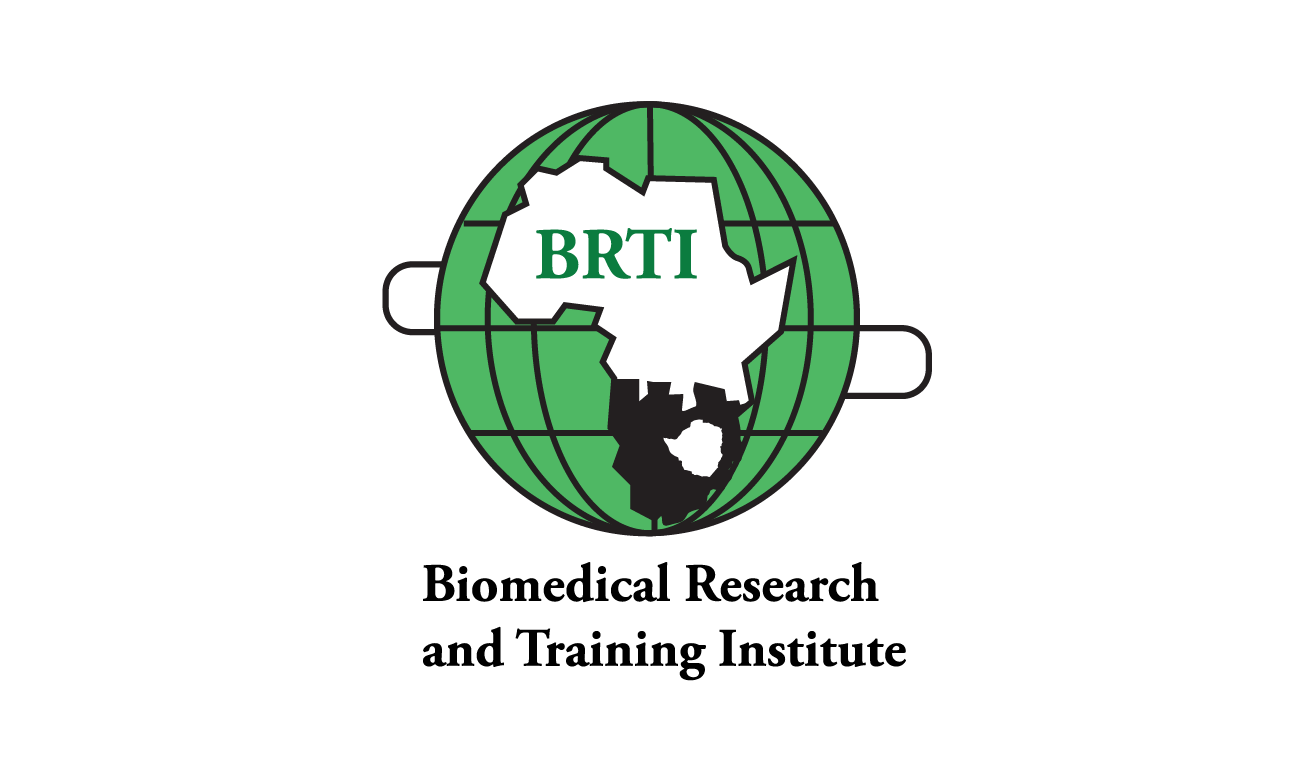 BRTI
Biomedical Research
and Training Institute